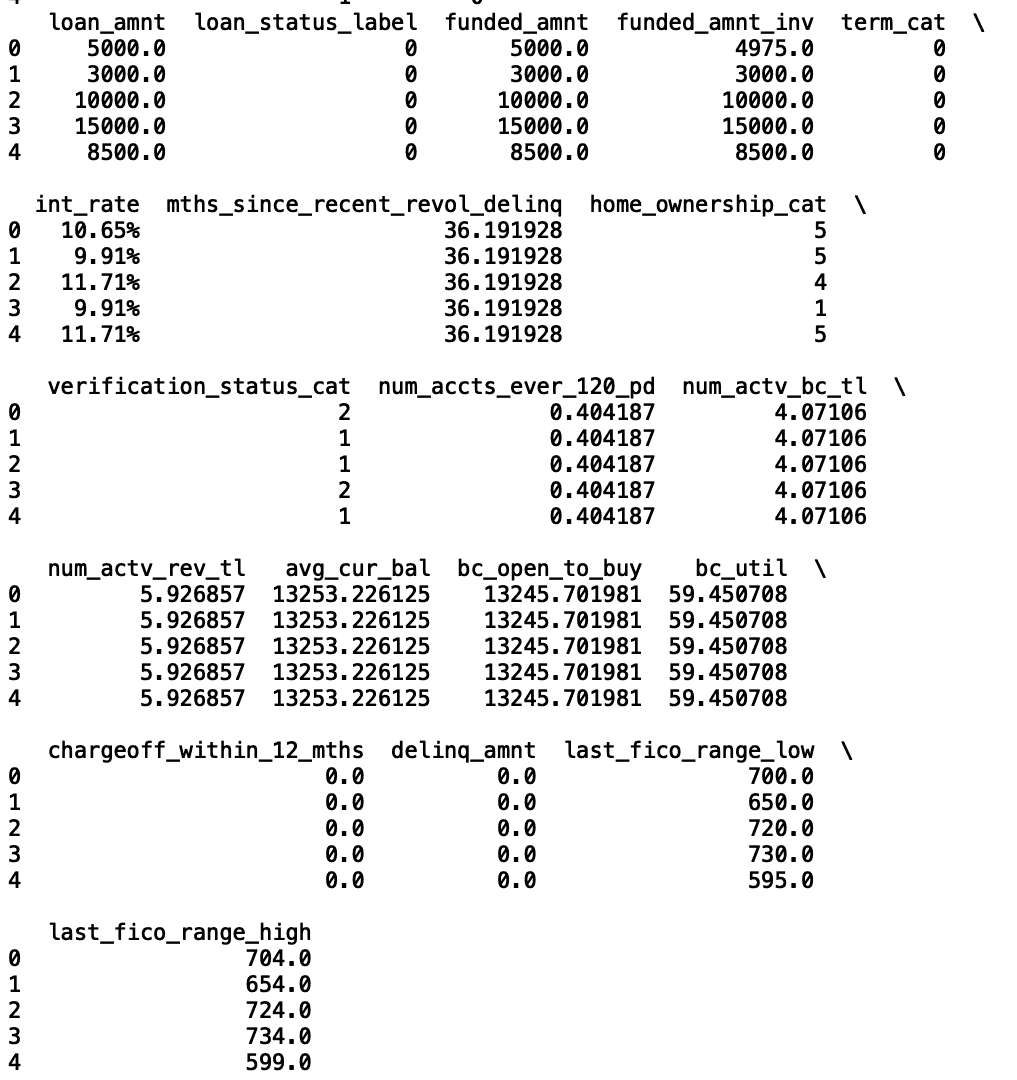 loan_amnt  loan_status_label  funded_amnt  funded_amnt_inv  term_cat  \
0     5000.0                  0       5000.0           4975.0         0
1     3000.0                  0       3000.0           3000.0         0
2    10000.0                  0      10000.0          10000.0         0
3    15000.0                  0      15000.0          15000.0         0
4     8500.0                  0       8500.0           8500.0         0
int_rate  mths_since_recent_revol_delinq  home_ownership_cat  \
0   10.65%                       36.191928                   5
1    9.91%                       36.191928                   5
2   11.71%                       36.191928                   4
3    9.91%                       36.191928                   1
4   11.71%                       36.191928                   5
verification_status_cat  num_accts_ever_120_pd  num_actv_bc_tl  \
0                        2               0.404187         4.07106
1                        1               0.404187         4.07106
2                        1               0.404187         4.07106
3                        2               0.404187         4.07106
4                        1               0.404187         4.07106
num_actv_rev_tl   avg_cur_bal  bc_open_to_buy    bc_util  \
0         5.926857  13253.226125    13245.701981  59.450708
1         5.926857  13253.226125    13245.701981  59.450708
2         5.926857  13253.226125    13245.701981  59.450708
3         5.926857  13253.226125    13245.701981  59.450708
4         5.926857  13253.226125    13245.701981  59.450708
chargeoff_within_12_mths  delinq_amnt  last_fico_range_low  \
0                       0.0          0.0                700.0
1                       0.0          0.0                650.0
2                       0.0          0.0                720.0
3                       0.0          0.0                730.0
4                       0.0          0.0                595.0
last_fico_range_high
0                 704.0
1                 654.0
2                 724.0
3                 734.0
4                 599.0